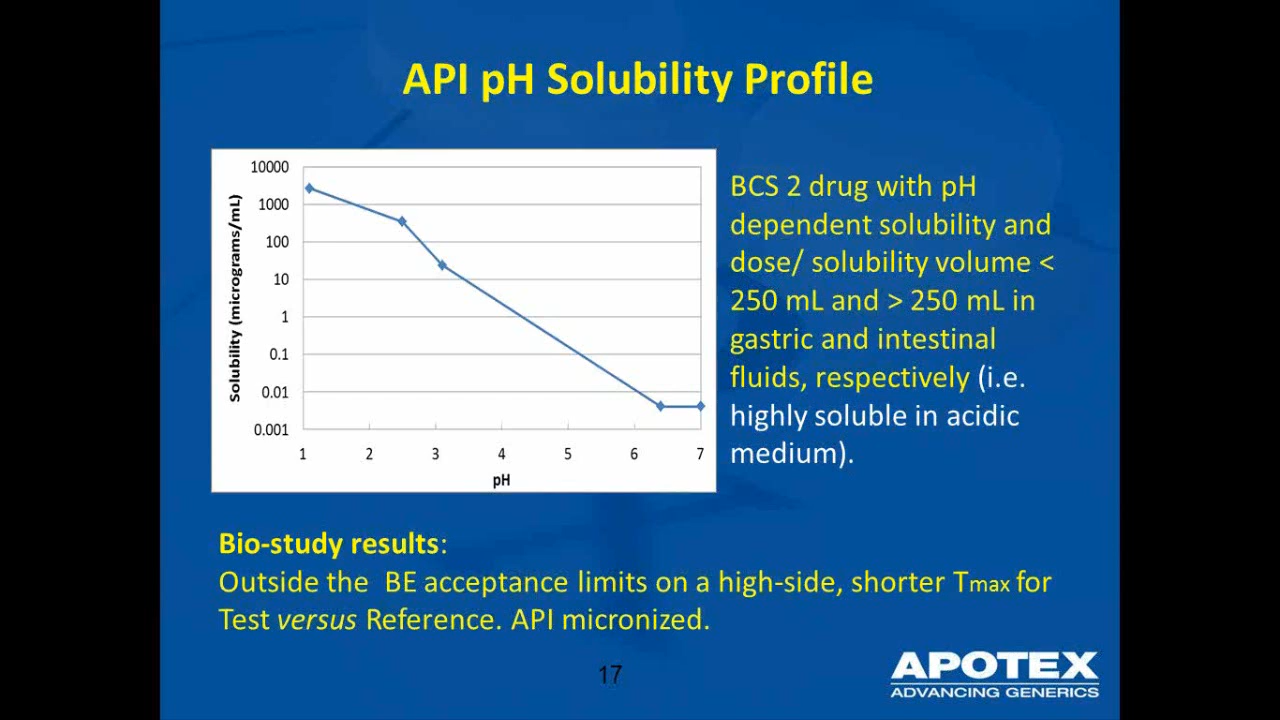 API pH Solubility Profile
10000
1000
100
10
1
0.1
0.01
0.001
Solubility (micrograms/mL)
1 2 3 4 5 6 7
pH
BCS 2 drug with pH
dependent solubility and
dose/ solubility volume <
250 mL and > 250 mL in
gastric and intestinal
fluids, respectively (i.e.
highly soluble in acidic
medium).
Bio-study results:
Outside the  BE acceptance limits on a high-side, shorter Tmax for
Test versus Reference. API micronized.
17
APOTEX
ADVANCING GENERICS